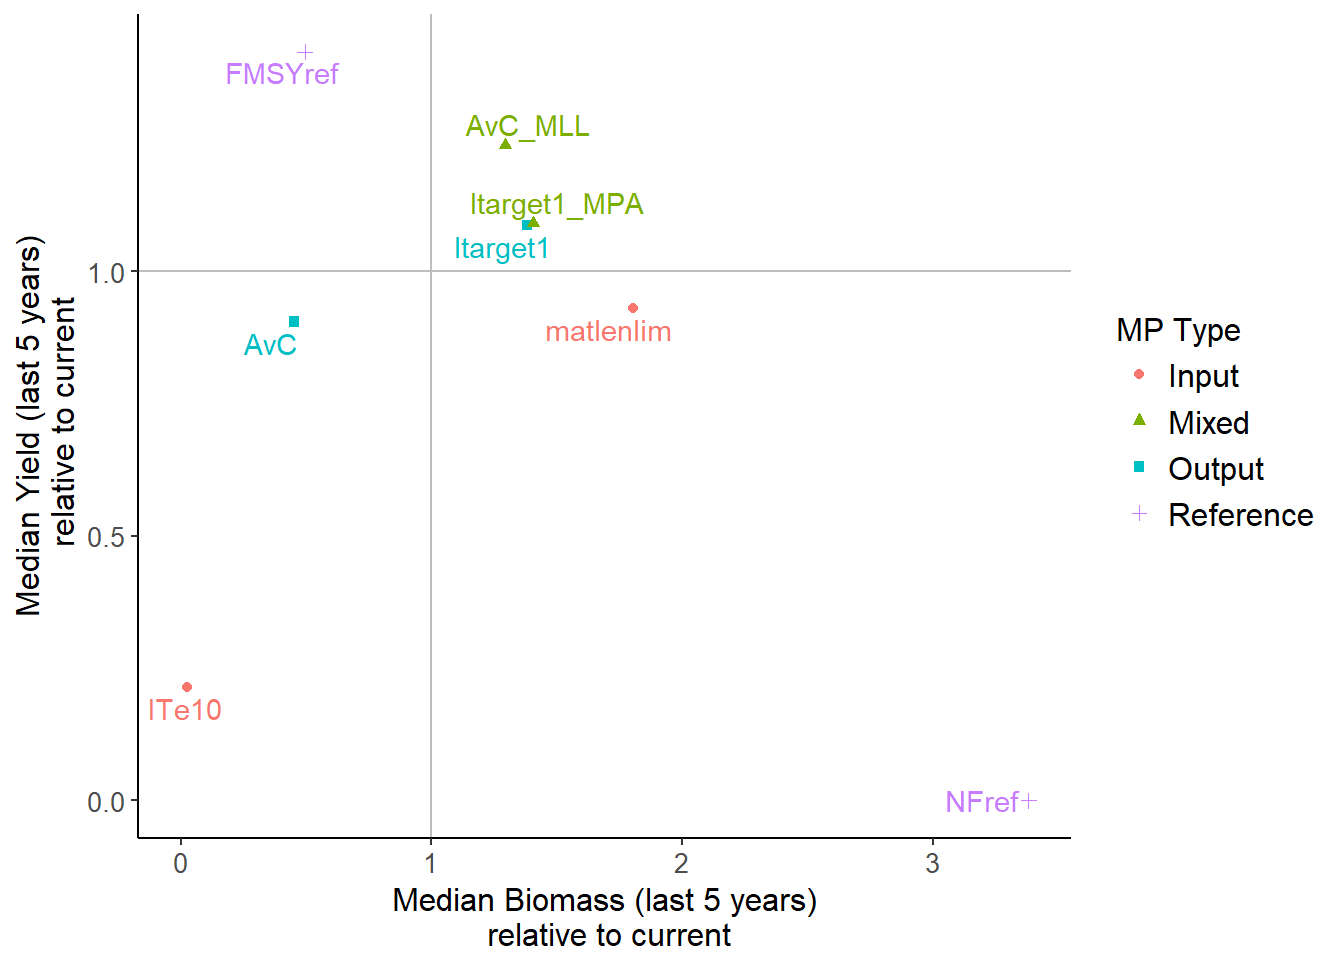 FMSYref
AvC_MLL
Itarget1_MPA
Itarget1
matlenlim
AvC
ITe10
NFref
1.0
0.5
0.0
0
1
2
3
Median Yield (last 5 years)
relative to current
Median Biomass (last 5 years)
relative to current
MP Type
Input
Mixed
Output
Reference